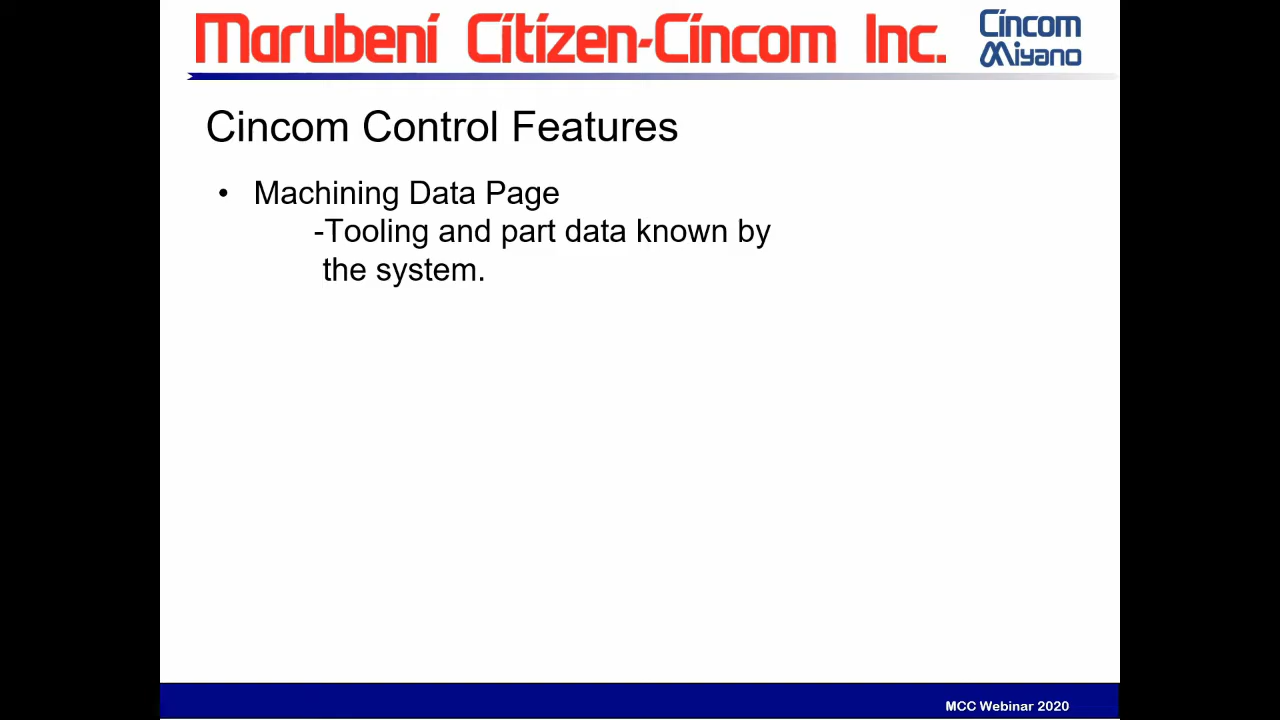 Marubeni Citizen-Cincom Inc.
Cincom
Miyano
Cincom Control Features
• Machining Data Page
-Tooling and part data known by
the system.
MCC Webinar 2020